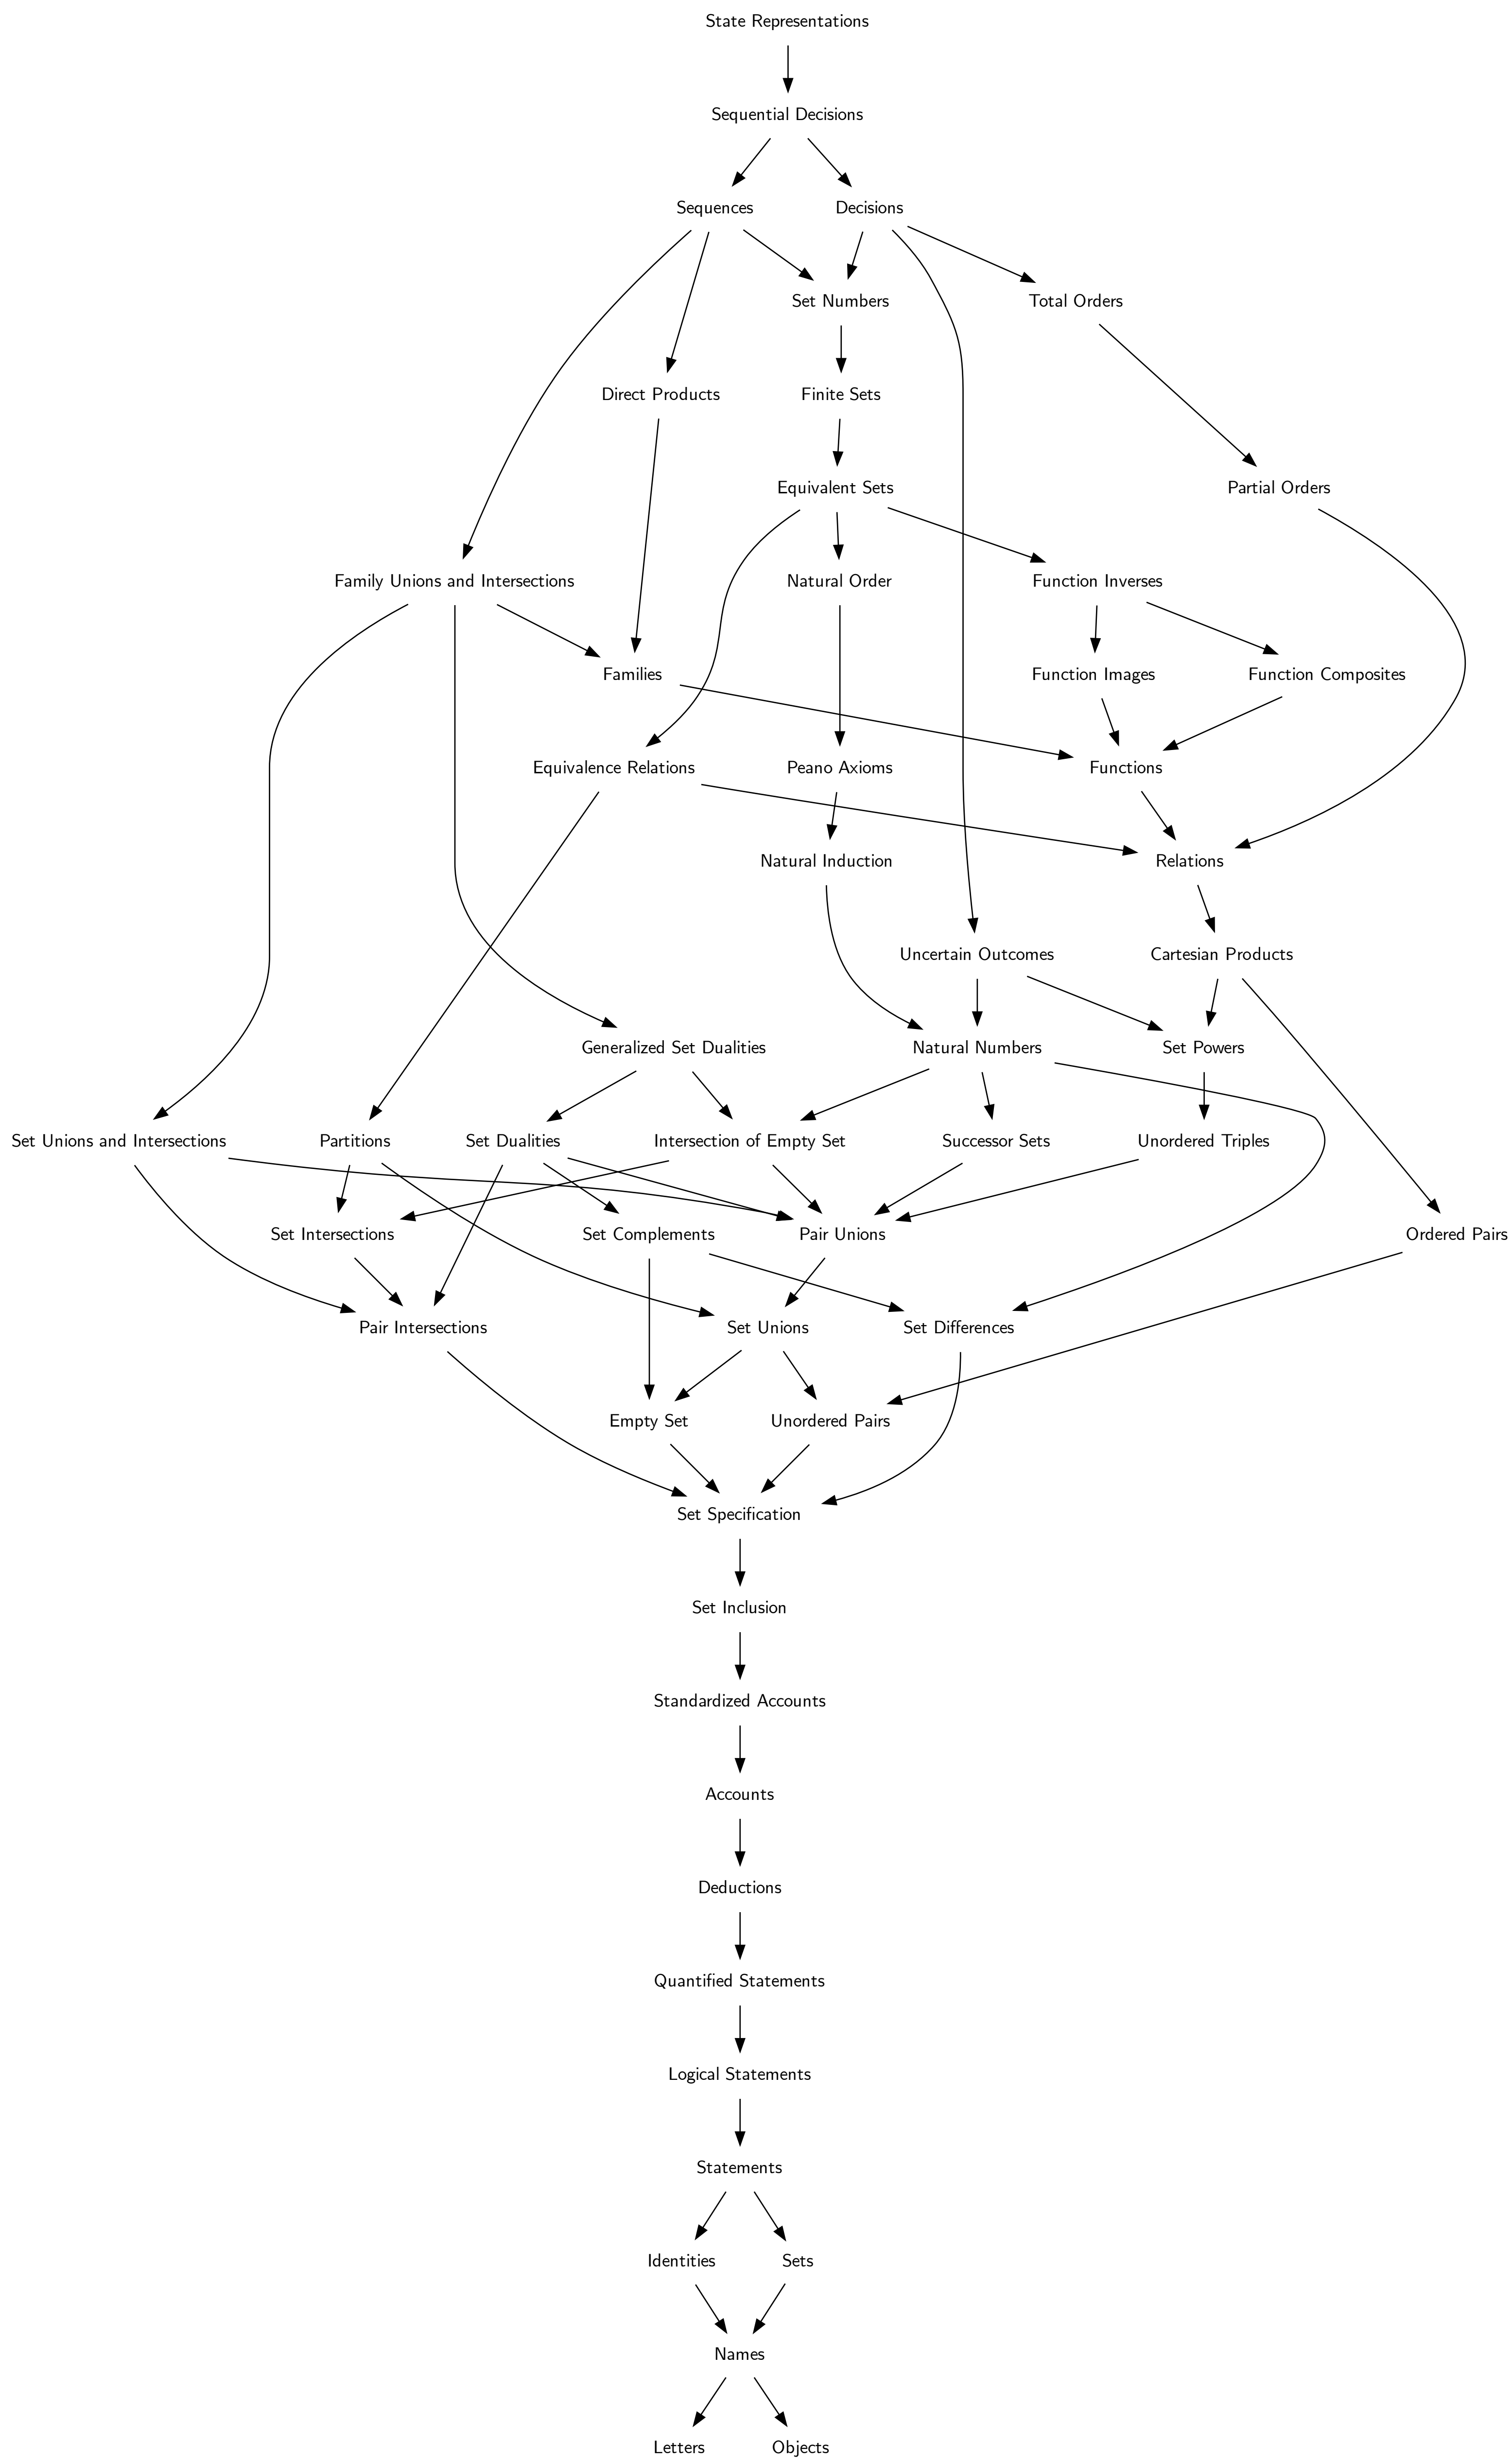 State Representations
Sequential Decisions
Sequences
Decisions
Set Numbers
Total Orders
Direct Products
Finite Sets
Equivalent Sets
Partial Orders
Family Unions and Intersections
Natural Order
Function Inverses
Families
Function Images
Function Composites
Equivalence Relations
Peano Axioms
Functions
Natural Induction
Relations
Uncertain Outcomes
Cartesian Products
Generalized Set Dualities
Natural Numbers
Set Powers
Set Unions and Intersections
Partitions
Set Dualities
Intersection of Empty Set
Successor Sets
Unordered Triples
Set Intersections
Set Complements
Pair Unions
Ordered Pairs
Pair Intersections
Set Unions
Set Differences
Empty Set
Unordered Pairs
Set Specification
Set Inclusion
Standardized Accounts
Accounts
Deductions
Quantified Statements
Logical Statements
Statements
Identities
Sets
Names
Letters
Objects